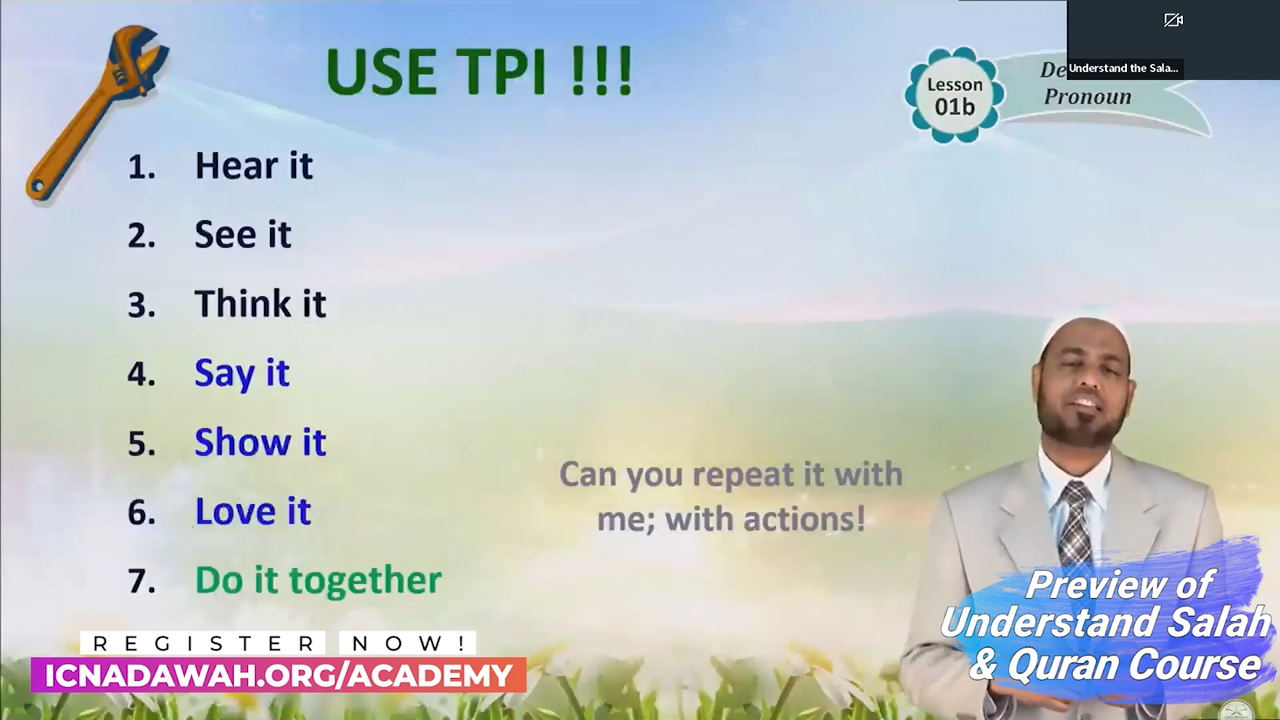 USE TPI !!!
Lesson
01b
De
Pronoun
Understand the Sala...
1. Hear it
2. See it
3. Think it
4. Say it
5. Show it
6. Love it
7. Do it together
Can you repeat it with
me; with actions!
Preview of
Understand Salah
& Quran Course
REGISTER NOW!
ICNADAWAH.ORG/ACADEMY